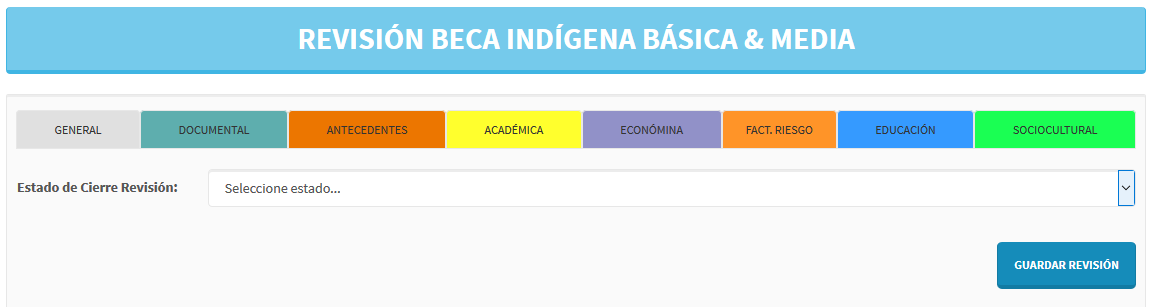 REVISIÓN BECA INDÍGENA BÁSICA & MEDIA
GENERAL DOCUMENTAL ANTECEDENTES ACADÉMICA ECONÓMINA FACT. RIESGO EDUCACIÓN SOCIOCULTURAL
Estado de Cierre Revisión: Seleccione estado...
GUARDAR REVISIÓN